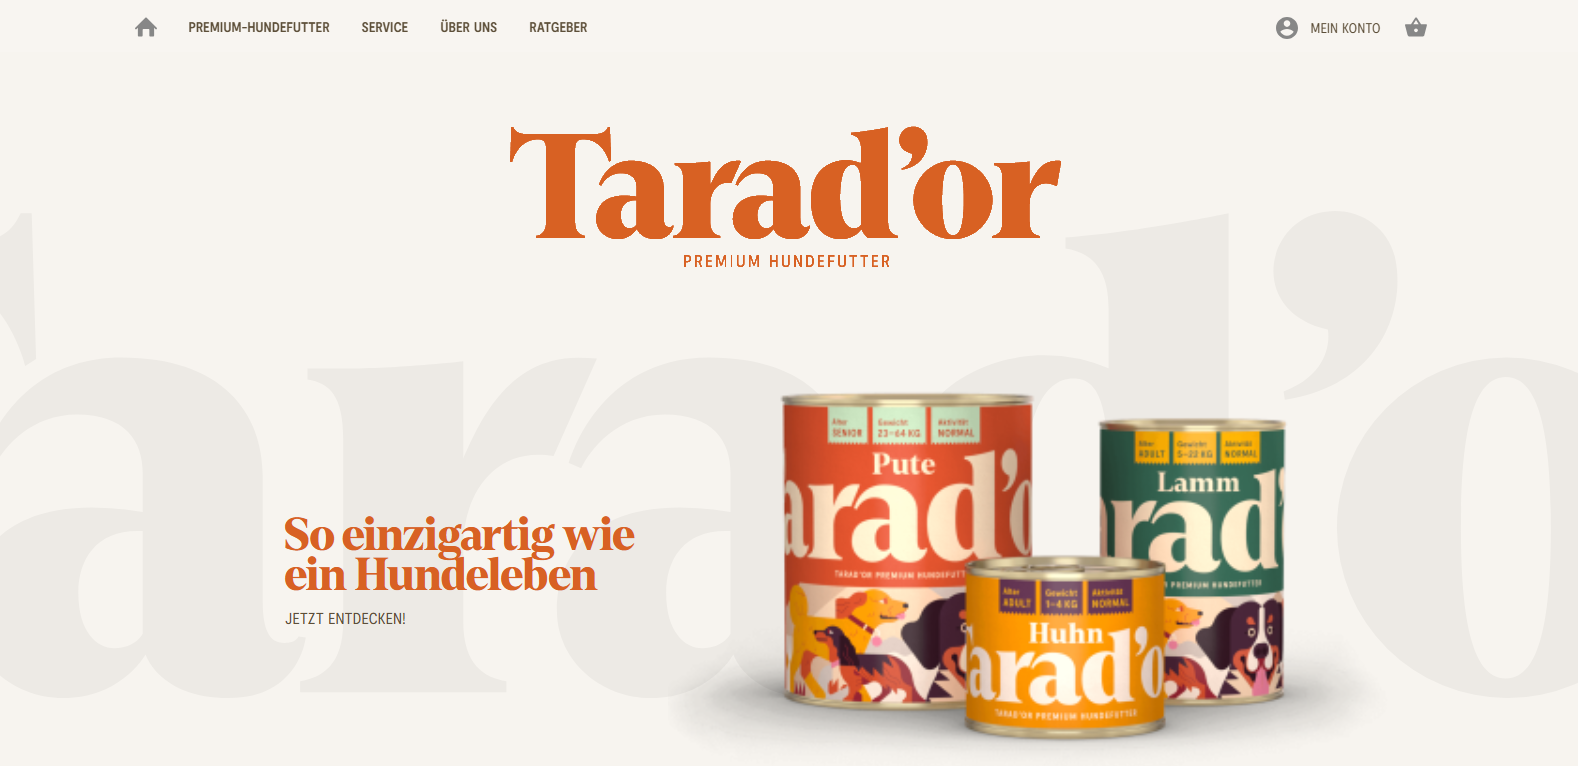 PREMIUM-HUNDEFUTTER SERVICE ÜBER UNS RATGEBER MEIN KONTO
Tarad'or
PREMIUM HUNDEFUTTER
Tarad'o
So einzigartig wie
ein Hundeleben
JETZT ENTDECKEN!
Alter Gewicht Aktivität
SENIOR 23-64 KG NORMAL
Pute
arad'o
TARAD'OR PREMIUM HUNDEFUTT
Alter Gewicht Aktivität
ADULT 5-22 KG NORMAL
Lamm
rad'
PREMIUM HUNDEFUTTER
Alter Gewicht Aktivität
ADULT 1-4 KG NORMAL
Huhn
arad'o
TARAD'OR PREMIUM HUNDEFUTTER